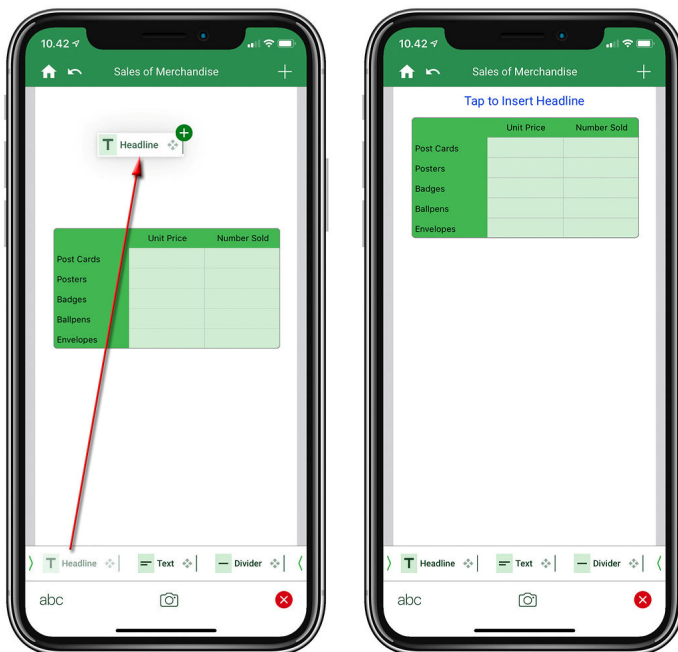 10.42
Sales of Merchandise
T Headline
Unit Price Number Sold
Post Cards
Posters
Badges
Ballpens
Envelopes
T Headline Text Divider
abc
10.42
Sales of Merchandise
Tap to Insert Headline
Unit Price Number Sold
Post Cards
Posters
Badges
Ballpens
Envelopes
T Headline Text Divider
abc